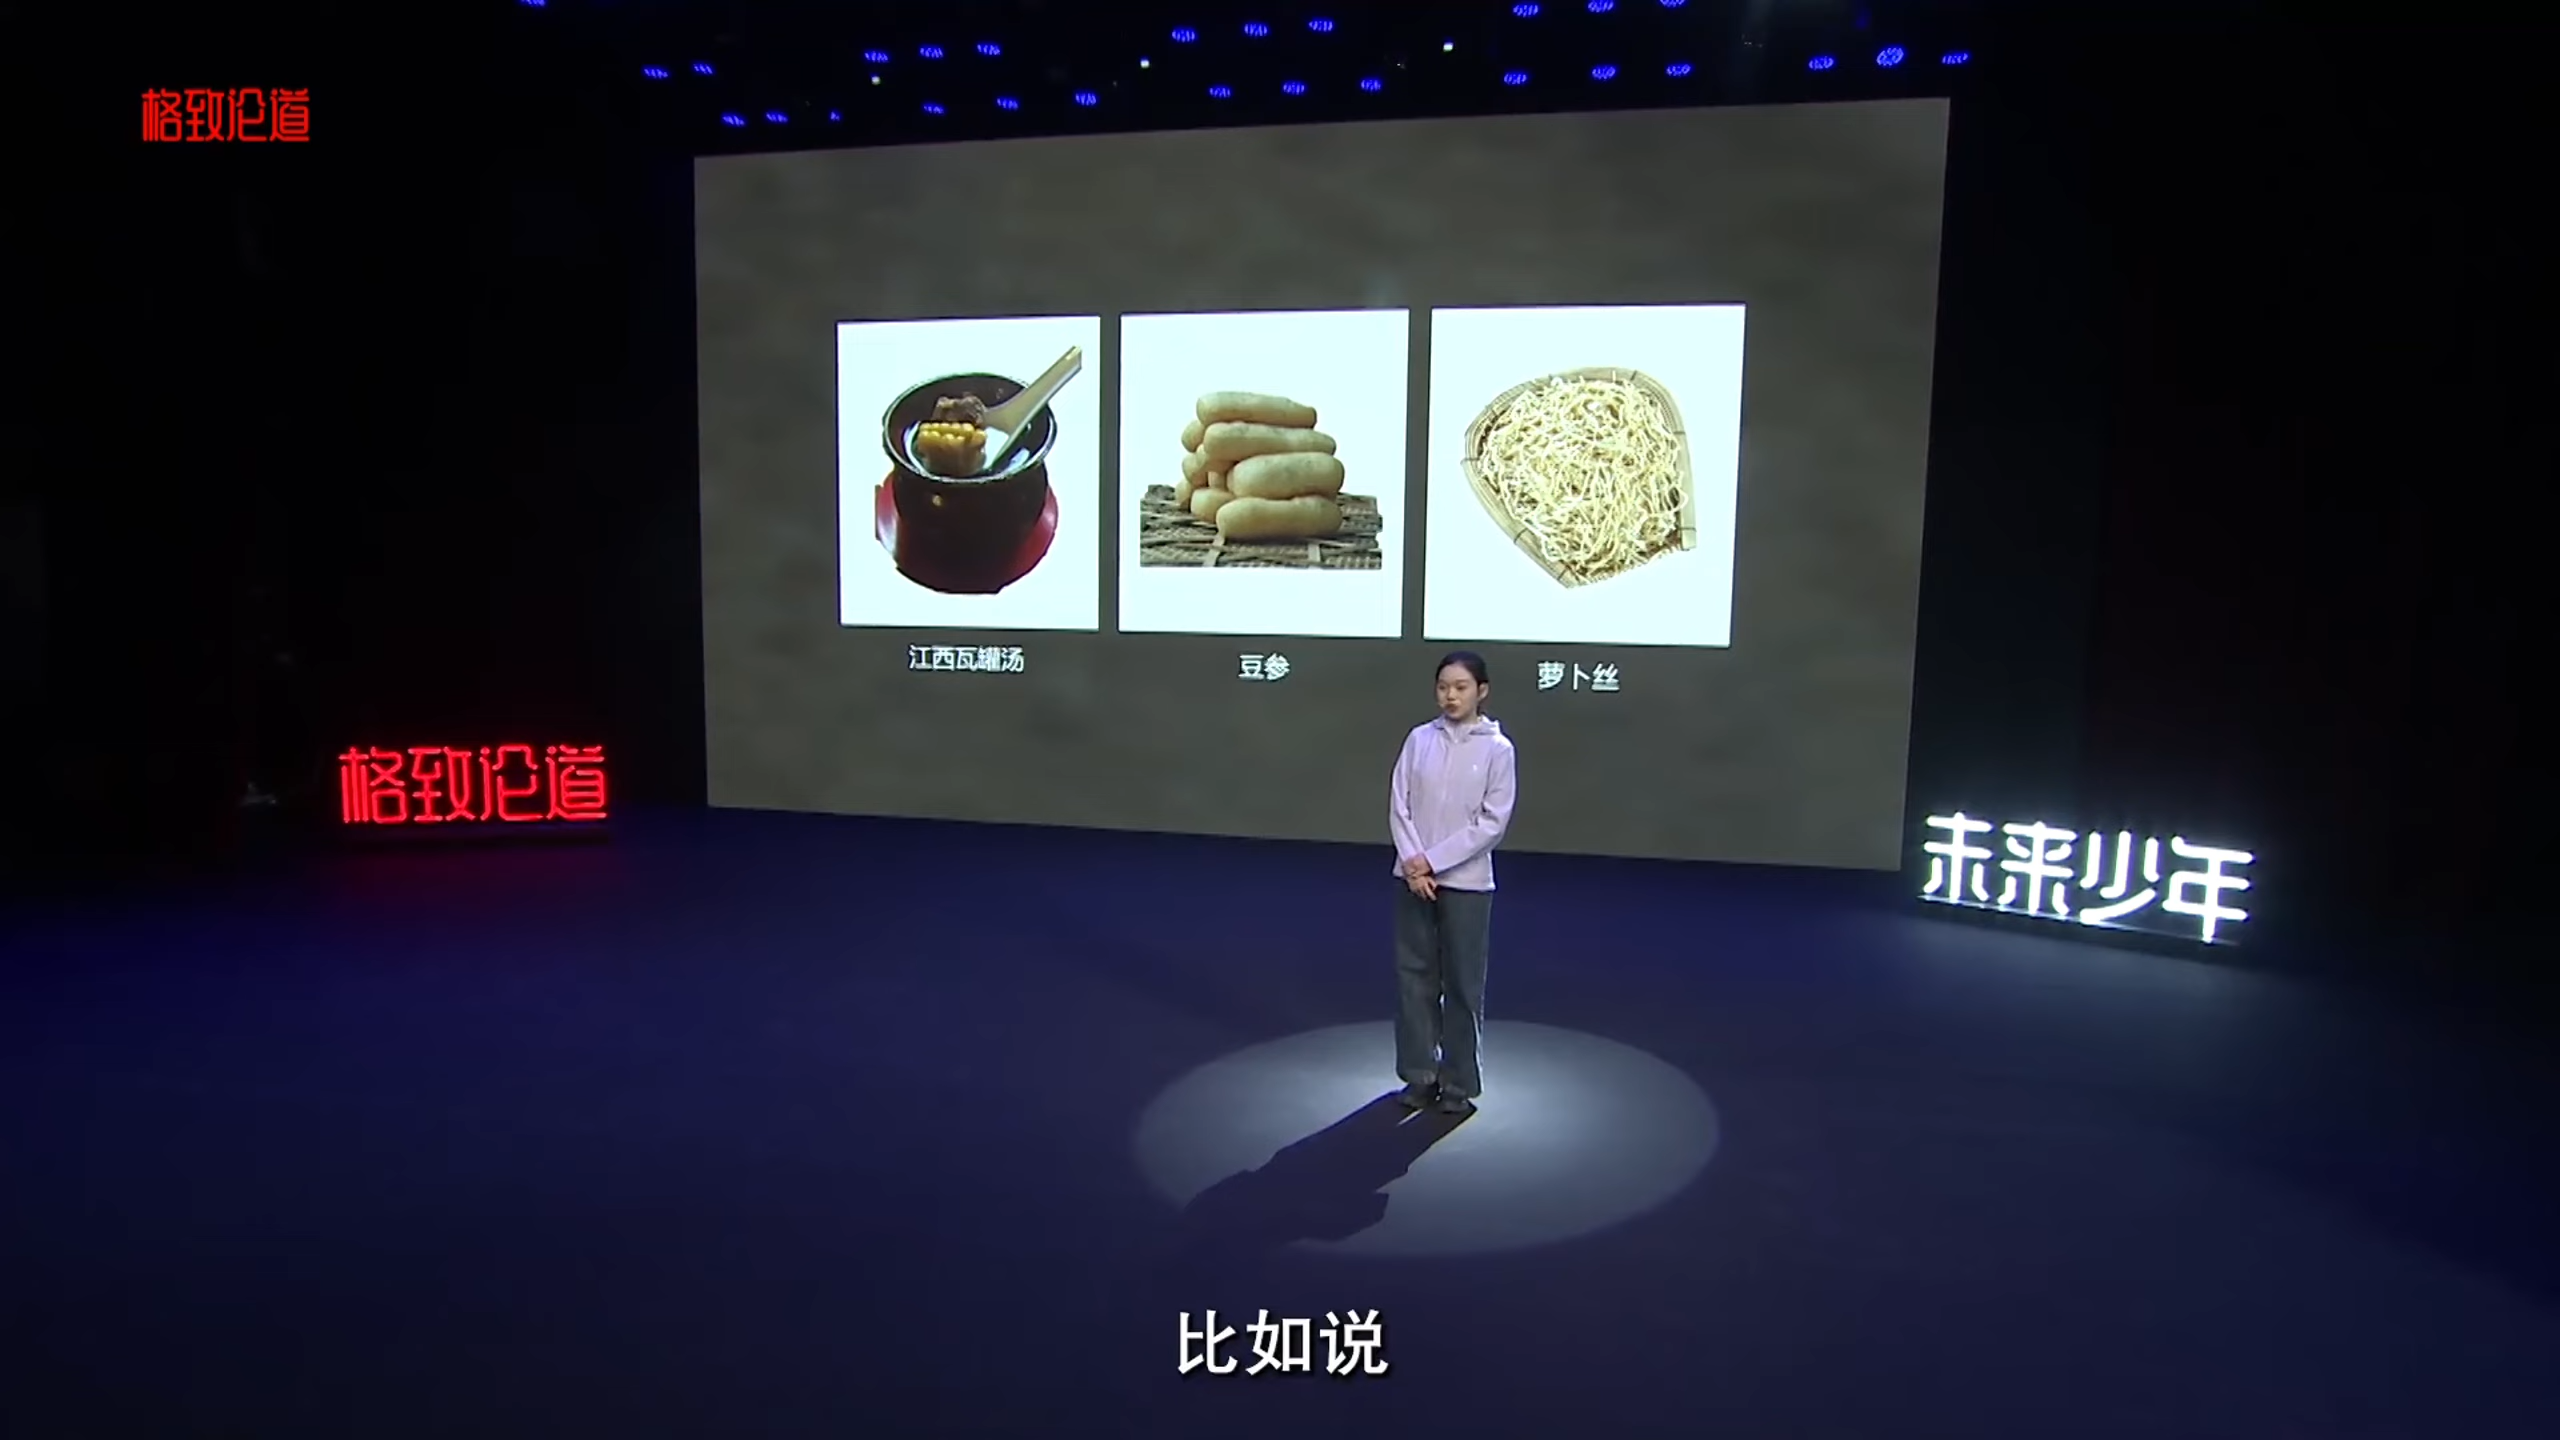 格致论道
江西瓦罐汤
豆参
萝卜丝
格致论道
未来少年
比如说